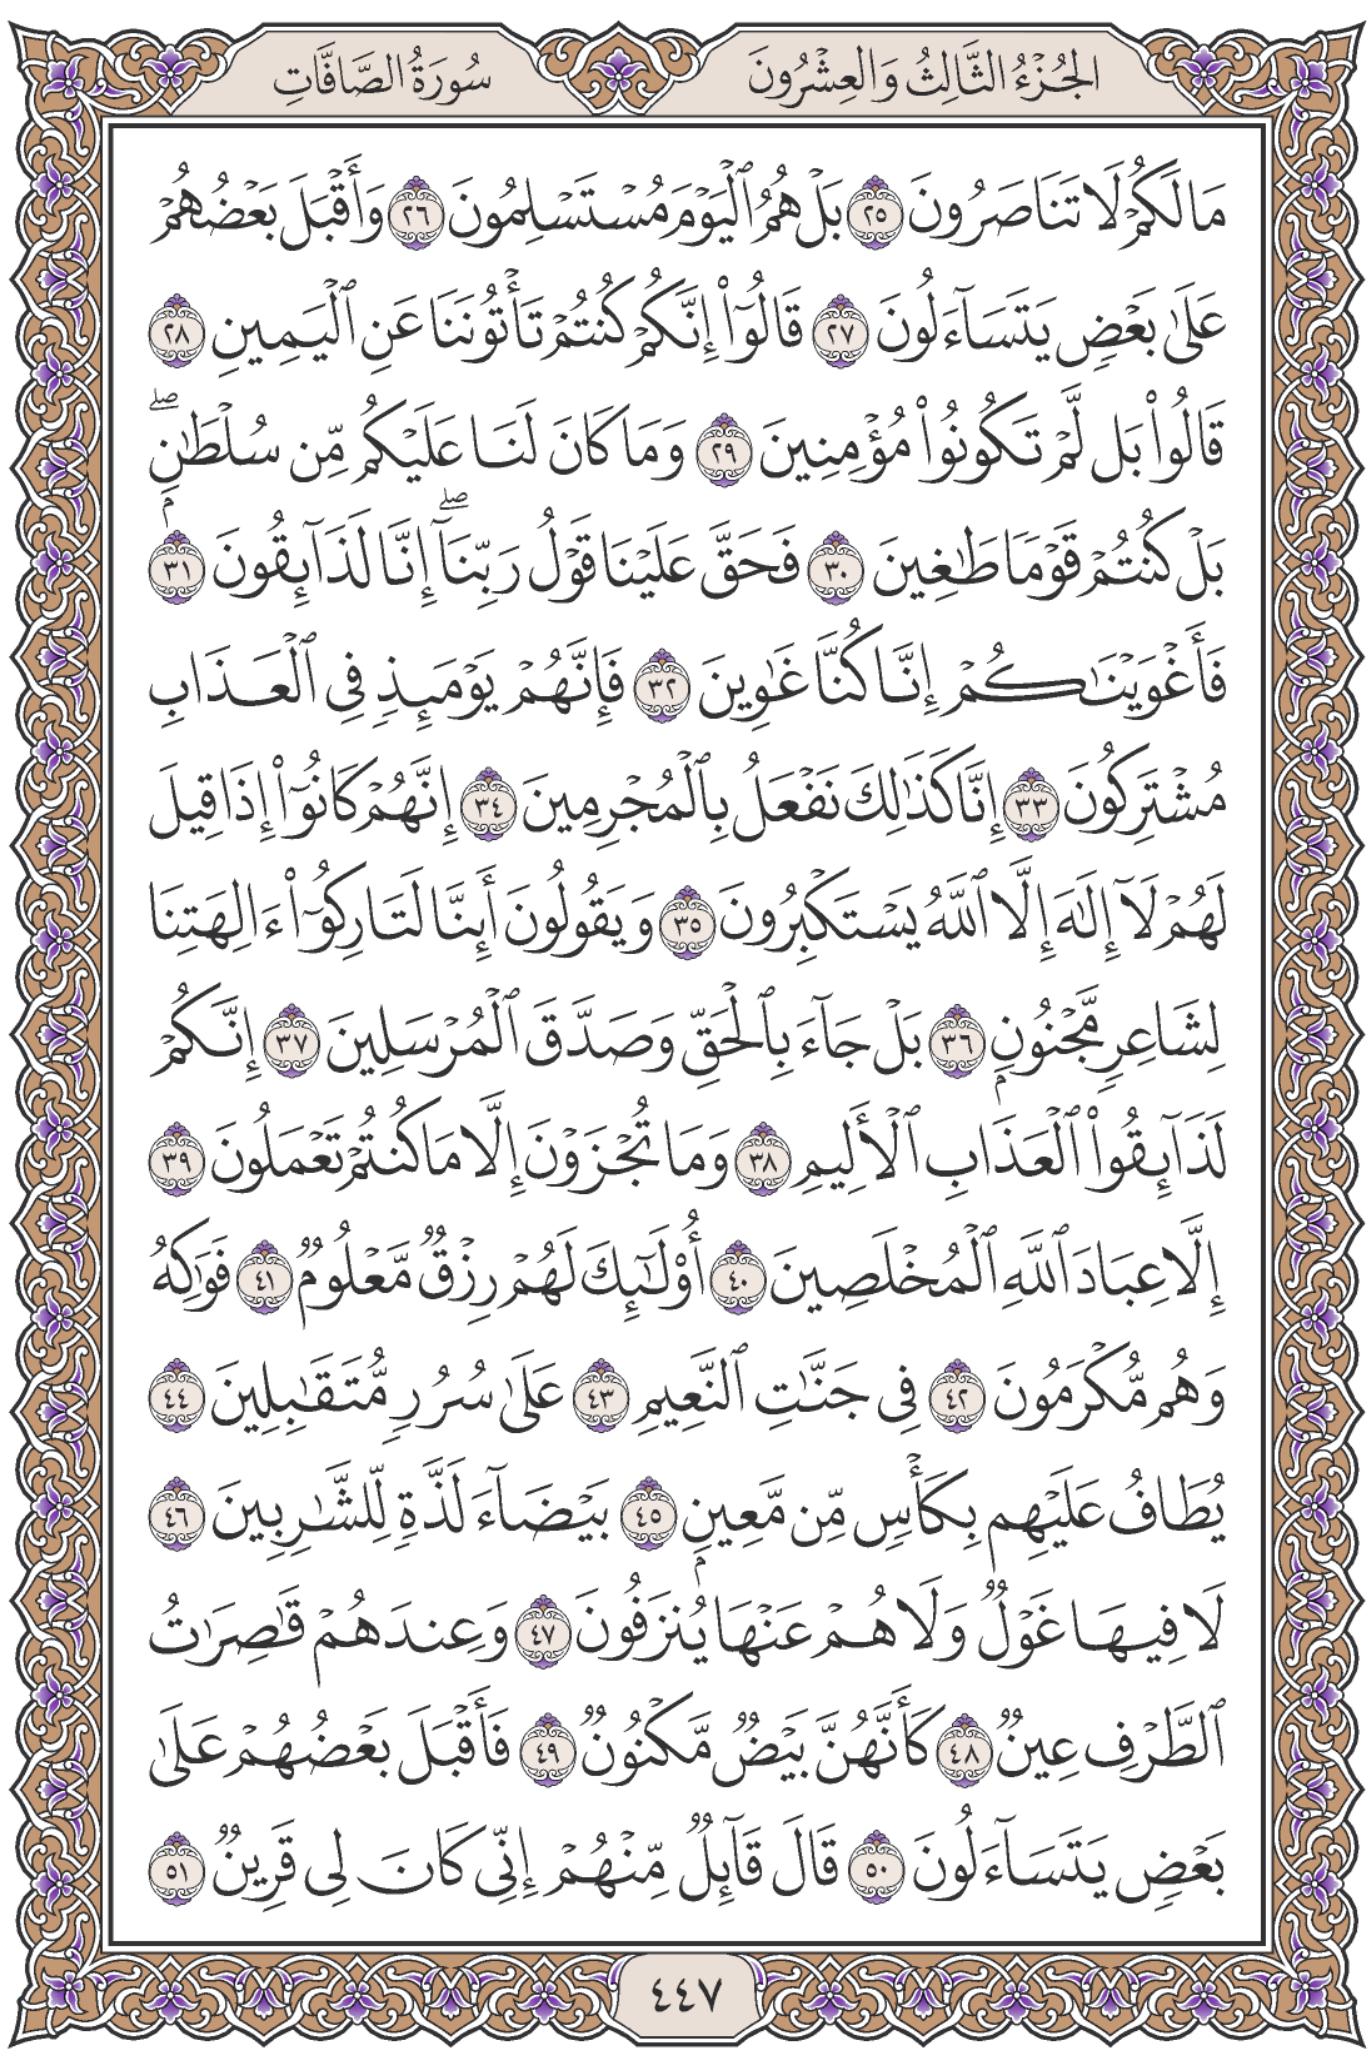 الجُزْءُ الثَّالِثُ وَالعِشْرُونَ
سُورَةُ الصَّافَّاتِ
مَا لَكُمْ لَا تَنَاصَرُونَ ٢٥ بَلْ هُمُ ٱلْيَوْمَ مُسْتَسْلِمُونَ ٢٦ وَأَقْبَلَ بَعْضُهُمْ
عَلَىٰ بَعْضٍ يَتَسَآءَلُونَ ٢٧ قَالُوٓا۟ إِنَّكُمْ كُنتُمْ تَأْتُونَنَا عَنِ ٱلْيَمِينِ ٢٨
قَالُوا۟ بَل لَّمْ تَكُونُوا۟ مُؤْمِنِينَ ٢٩ وَمَا كَانَ لَنَا عَلَيْكُم مِّن سُلْطَٰنٍۭ ۖ
بَلْ كُنتُمْ قَوْمًا طَٰغِينَ ٣٠ فَحَقَّ عَلَيْنَا قَوْلُ رَبِّنَآ ۖ إِنَّا لَذَآئِقُونَ ٣١
فَأَغْوَيْنَٰكُمْ إِنَّا كُنَّا غَٰوِينَ ٣٢ فَإِنَّهُمْ يَوْمَئِذٍ فِى ٱلْعَذَابِ
مُشْتَرِكُونَ ٣٣ إِنَّا كَذَٰلِكَ نَفْعَلُ بِٱلْمُجْرِمِينَ ٣٤ إِنَّهُمْ كَانُوٓا۟ إِذَا قِيلَ
لَهُمْ لَآ إِلَٰهَ إِلَّا ٱللَّهُ يَسْتَكْبِرُونَ ٣٥ وَيَقُولُونَ أَئِنَّا لَتَارِكُوٓا۟ ءَالِهَتِنَا
لِشَاعِرٍ مَّجْنُونٍۭ ٣٦ بَلْ جَآءَ بِٱلْحَقِّ وَصَدَّقَ ٱلْمُرْسَلِينَ ٣٧ إِنَّكُمْ
لَذَآئِقُوا۟ ٱلْعَذَابِ ٱلْأَلِيمِ ٣٨ وَمَا تُجْزَوْنَ إِلَّا مَا كُنتُمْ تَعْمَلُونَ ٣٩
إِلَّا عِبَادَ ٱللَّهِ ٱلْمُخْلَصِينَ ٤٠ أُو۟لَٰٓئِكَ لَهُمْ رِزْقٌ مَّعْلُومٌ ٤١ فَوَٰكِهُ
وَهُم مُّكْرَمُونَ ٤٢ فِى جَنَّٰتِ ٱلنَّعِيمِ ٤٣ عَلَىٰ سُرُرٍ مُّتَقَٰبِلِينَ ٤٤
يُطَافُ عَلَيْهِم بِكَأْسٍ مِّن مَّعِينٍۭ ٤٥ بَيْضَآءَ لَذَّةٍ لِّلشَّٰرِبِينَ ٤٦
لَا فِيهَا غَوْلٌ وَلَا هُمْ عَنْهَا يُنزَفُونَ ٤٧ وَعِندَهُمْ قَٰصِرَٰتُ
ٱلطَّرْفِ عِينٌ ٤٨ كَأَنَّهُنَّ بَيْضٌ مَّكْنُونٌ ٤٩ فَأَقْبَلَ بَعْضُهُمْ عَلَىٰ
بَعْضٍ يَتَسَآءَلُونَ ٥٠ قَالَ قَآئِلٌ مِّنْهُمْ إِنِّى كَانَ لِى قَرِينٌ ٥١
٤٤٧